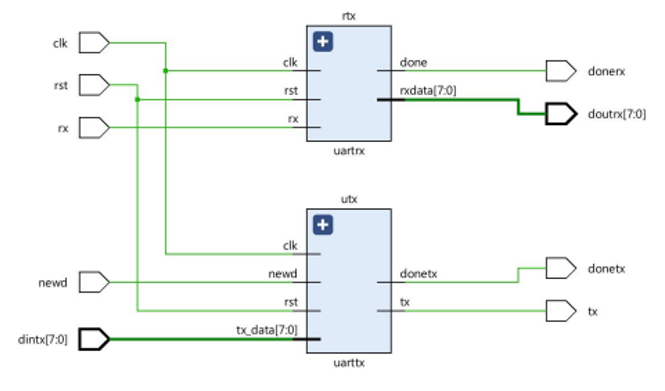 rtx
clk
clk
done
donerx
rst
rst
rxdata[7:0]
doutrx[7:0]
rx
rx
uartrx
utx
clk
newd
newd
donetx
donetx
rst
tx
tx
dintx[7:0]
tx_data[7:0]
uarttx